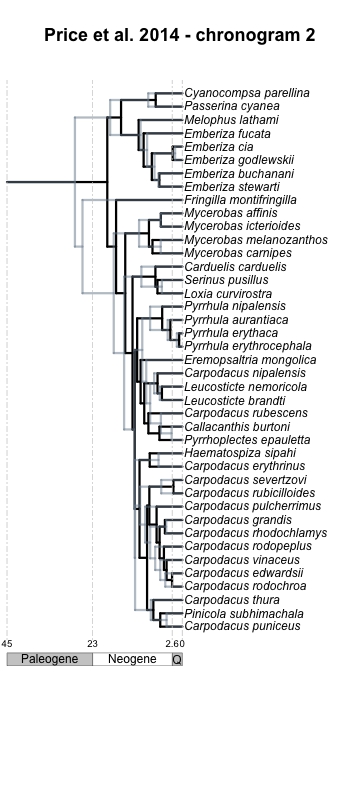 Price et al. 2014 - chronogram 2
Cyanocompsa parellina
Passerina cyanea
Melophus lathami
Emberiza fucata
Emberiza cia
Emberiza godlewskii
Emberiza buchanani
Emberiza stewarti
Fringilla montifringilla
Mycerobas affinis
Mycerobas icterioides
Mycerobas melanozanthos
Mycerobas carnipes
Carduelis carduelis
Serinus pusillus
Loxia curvirostra
Pyrrhula nipalensis
Pyrrhula aurantiaca
Pyrrhula erythaca
Pyrrhula erythrocephala
Eremopsaltria mongolica
Carpodacus nipalensis
Leucosticte nemoricola
Leucosticte brandti
Carpodacus rubescens
Callacanthis burtoni
Pyrrhoplectes epauletta
Haematospiza sipahi
Carpodacus erythrinus
Carpodacus severtzovi
Carpodacus rubicilloides
Carpodacus pulcherrimus
Carpodacus grandis
Carpodacus rhodochlamys
Carpodacus rodopeplus
Carpodacus vinaceus
Carpodacus edwardsii
Carpodacus rodochroa
Carpodacus thura
Pinicola subhimachala
Carpodacus puniceus
45 23 2.6 0
Paleogene Neogene Q